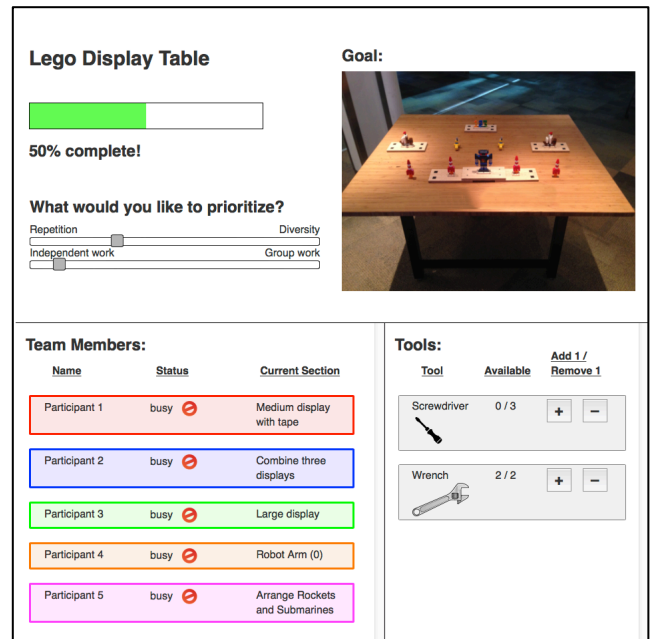 Lego Display Table
Goal:
50% complete!
What would you like to prioritize?
Repetition Diversity
Independent work Group work
Team Members:
Name Status Current Section
Participant 1 busy Medium display
with tape
Participant 2 busy Combine three
displays
Participant 3 busy Large display
Participant 4 busy Robot Arm (0)
Participant 5 busy Arrange Rockets
and Submarines
Tools:
Tool Available Add 1 /
Remove 1
Screwdriver 0 / 3 + −
Wrench 2 / 2 + −